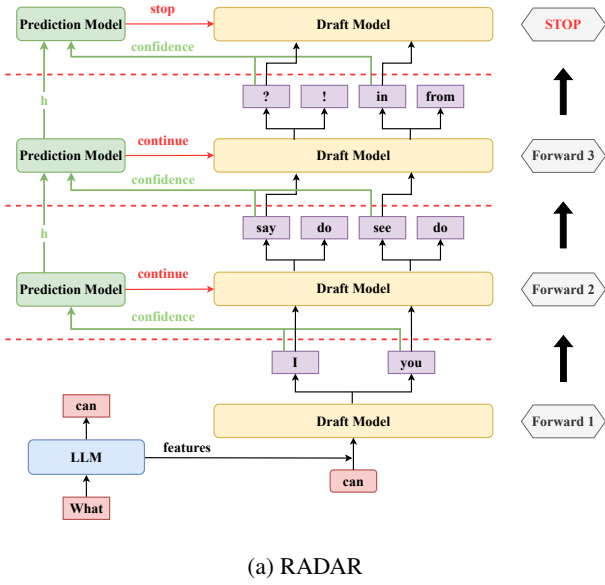 Prediction Model
stop
Draft Model
STOP
confidence
? ! in from
h
Prediction Model
continue
Draft Model
Forward 3
confidence
say do see do
h
Prediction Model
continue
Draft Model
Forward 2
confidence
I you
can
Draft Model
Forward 1
LLM
features
can
What
(a) RADAR